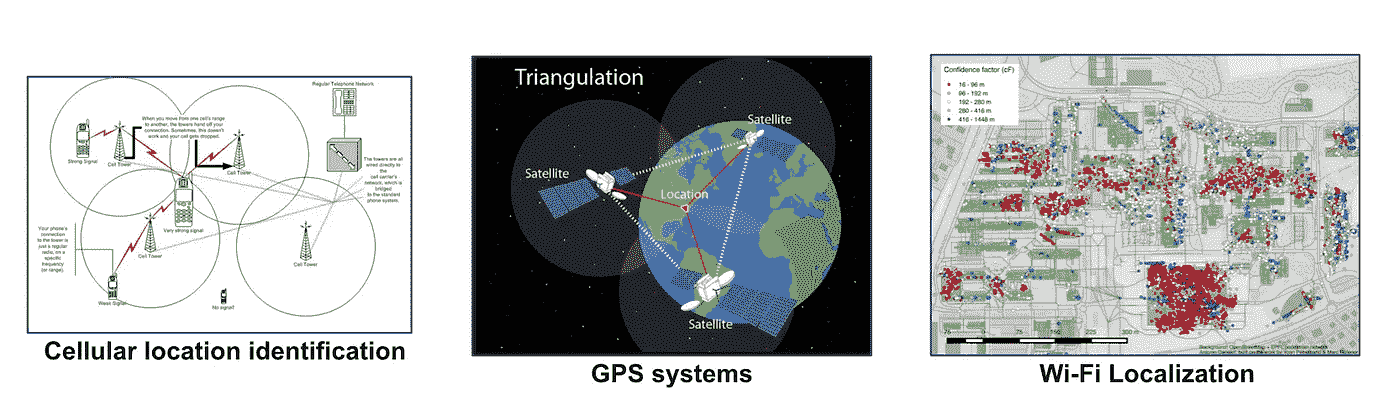 Regular Telephone Network
When you move from one cell's range
to another, the towers hand off your
connection. Sometimes, this doesn't
work and your cell gets dropped.
Strong Signal
Cell Tower
Cell Tower
The towers are all
wired directly to
the
cell carrier's
network, which is
bridged
to the standard
phone system.
Very strong signal
Your phone's
connection to the tower is
just a regular
radio, on a
specific
frequency
(or range).
Cell Tower
Cell Tower
Weak Signal
No signal!
Cellular location identification
Triangulation
Satellite
Satellite
Location
Satellite
GPS systems
Confidence factor (cF)
16 - 96 m
96 - 192 m
192 - 280 m
280 - 416 m
416 - 1448 m
75 0 75 150 225 300 m
Wi-Fi Localization